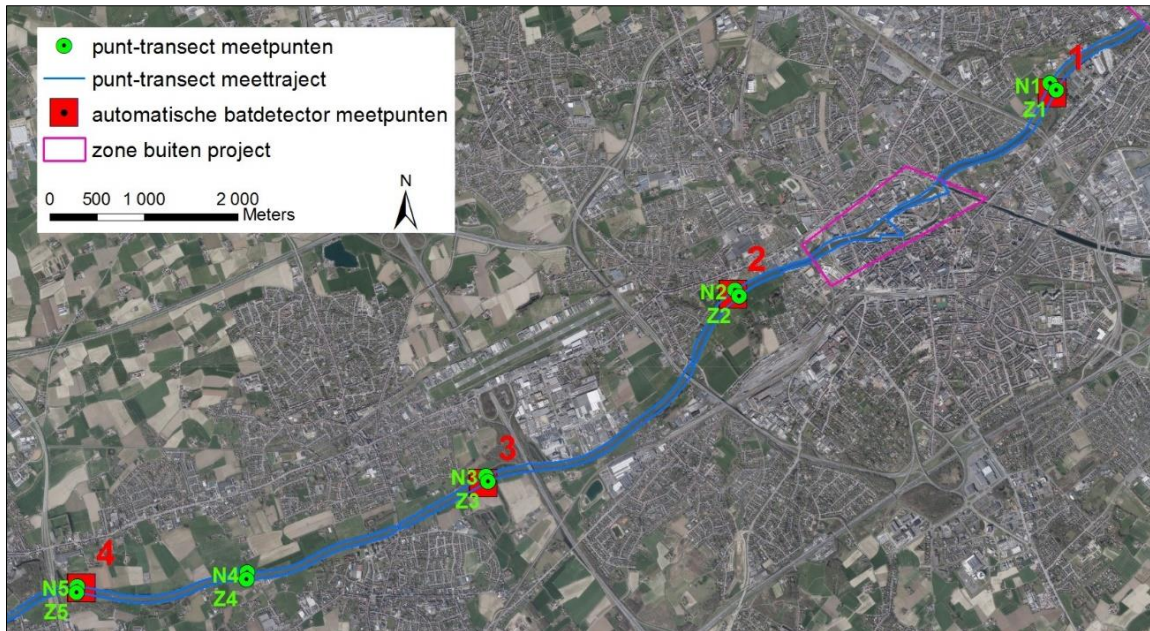 punt-transect meetpunten
punt-transect meettraject
automatische batdetector meetpunten
zone buiten project
0 500 1 000 2 000
Meters
N
1
N1
Z1
2
N2
Z2
3
N3
Z3
4
N4
Z4
N5
Z5